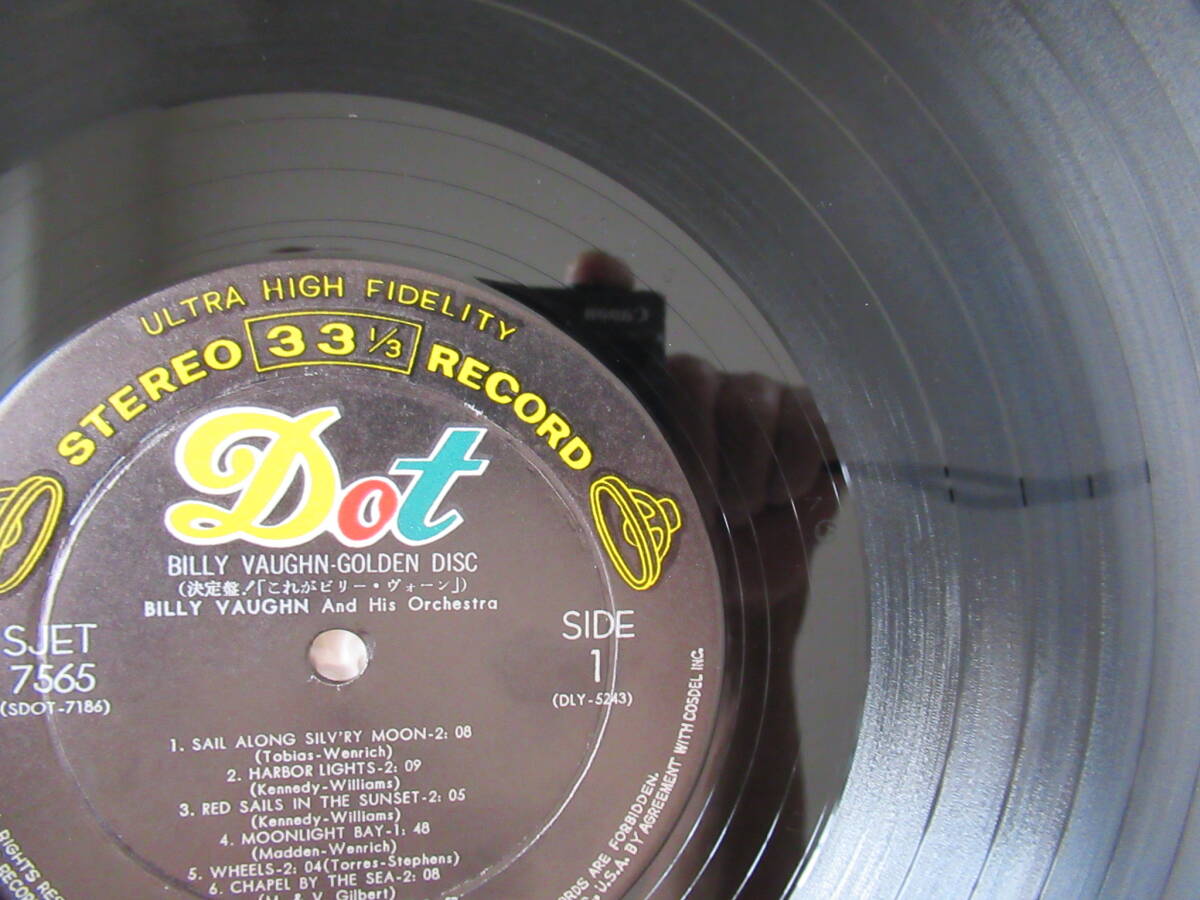 ULTRA HIGH FIDELITY
STEREO 33 1/3 RECORD
Dot
BILLY VAUGHN-GOLDEN DISC
(決定盤!「これがビリー・ヴォーン」)
BILLY VAUGHN And His Orchestra
SJET
7565
(SDOT-7186)
SIDE
1
(DLY-5243)
1. SAIL ALONG SILV'RY MOON-2: 08
(Tobias-Wenrich)
2. HARBOR LIGHTS-2: 09
(Kennedy-Williams)
3. RED SAILS IN THE SUNSET-2: 05
(Kennedy-Williams)
4. MOONLIGHT BAY-1: 48
(Madden-Wenrich)
5. WHEELS-2: 04(Torres-Stephens)
6. CHAPEL BY THE SEA-2: 08
(M. & V. Gilbert)
RIGHTS
ARE FORBIDDEN.
U.S.A. BY AGREEMENT WITH COSDEL INC.